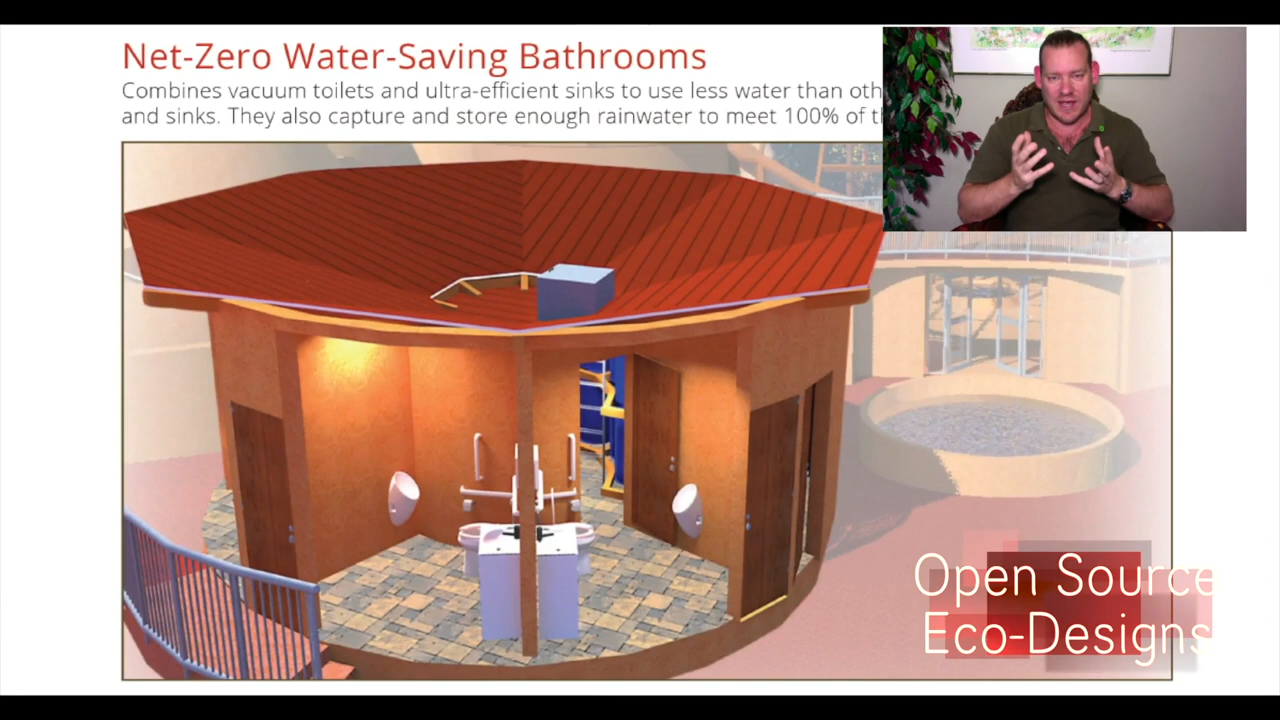 Net-Zero Water-Saving Bathrooms
Combines vacuum toilets and ultra-efficient sinks to use less water than
and sinks. They also capture and store enough rainwater to meet 100% of
Open Source
Eco-Designs